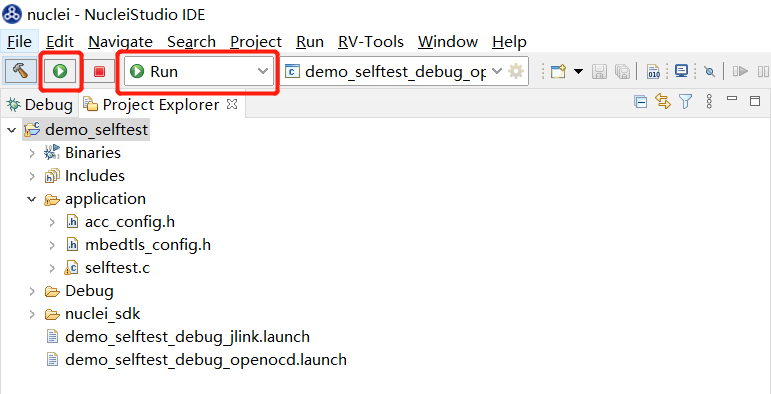 nuclei - NucleiStudio IDE
File Edit Navigate Search Project Run RV-Tools Window Help
Run demo_selftest_debug_op
Debug Project Explorer
demo_selftest
Binaries
Includes
application
acc_config.h
mbedtls_config.h
selftest.c
Debug
nuclei_sdk
demo_selftest_debug_jlink.launch
demo_selftest_debug_openocd.launch